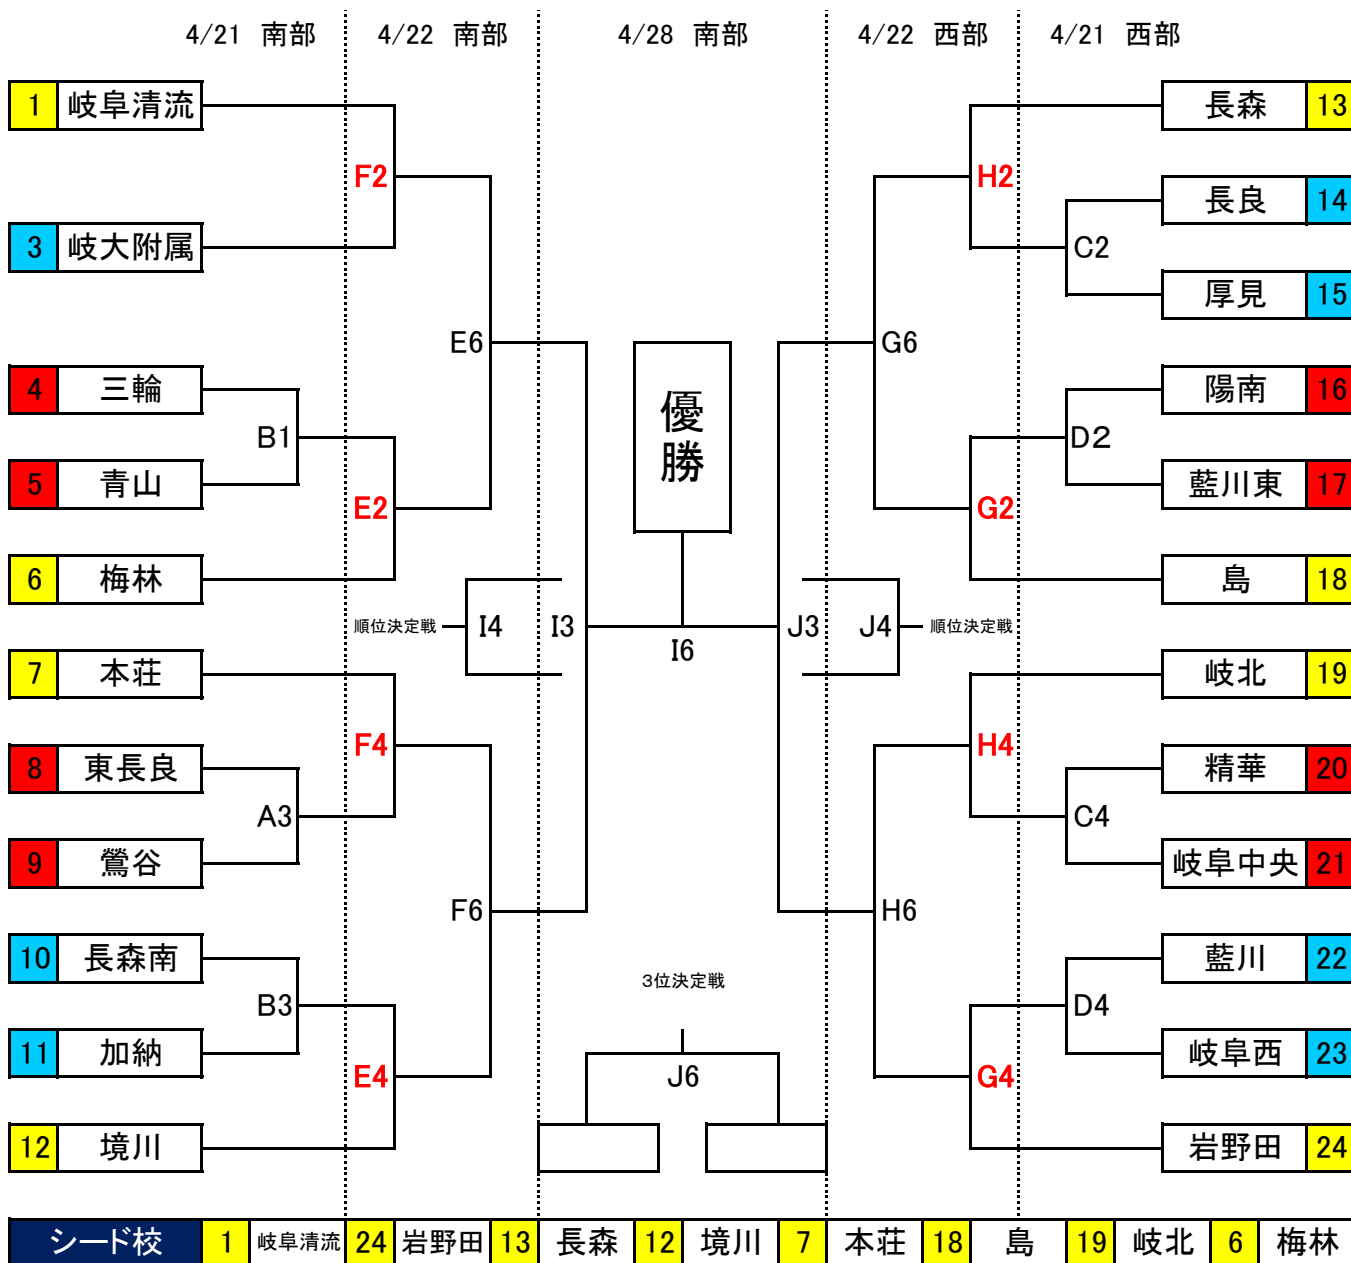 4/21 南部 4/22 南部 4/28 南部 4/22 西部 4/21 西部
1 岐阜清流 長森 13
F2 H2
長良 14
3 岐大附属 C2
厚見 15
E6 G6
4 三輪 陽南 16
優勝
B1 D2
5 青山 藍川東 17
E2 G2
6 梅林 島 18
順位決定戦 I4 I3 J3 J4 順位決定戦
I6
7 本荘 岐北 19
F4 H4
8 東長良 精華 20
A3 C4
9 鶯谷 岐阜中央 21
F6 H6
10 長森南 藍川 22
3位決定戦
B3 D4
11 加納 岐阜西 23
E4 J6 G4
12 境川 岩野田 24
シード校 1 岐阜清流 24 岩野田 13 長森 12 境川 7 本荘 18 島 19 岐北 6 梅林